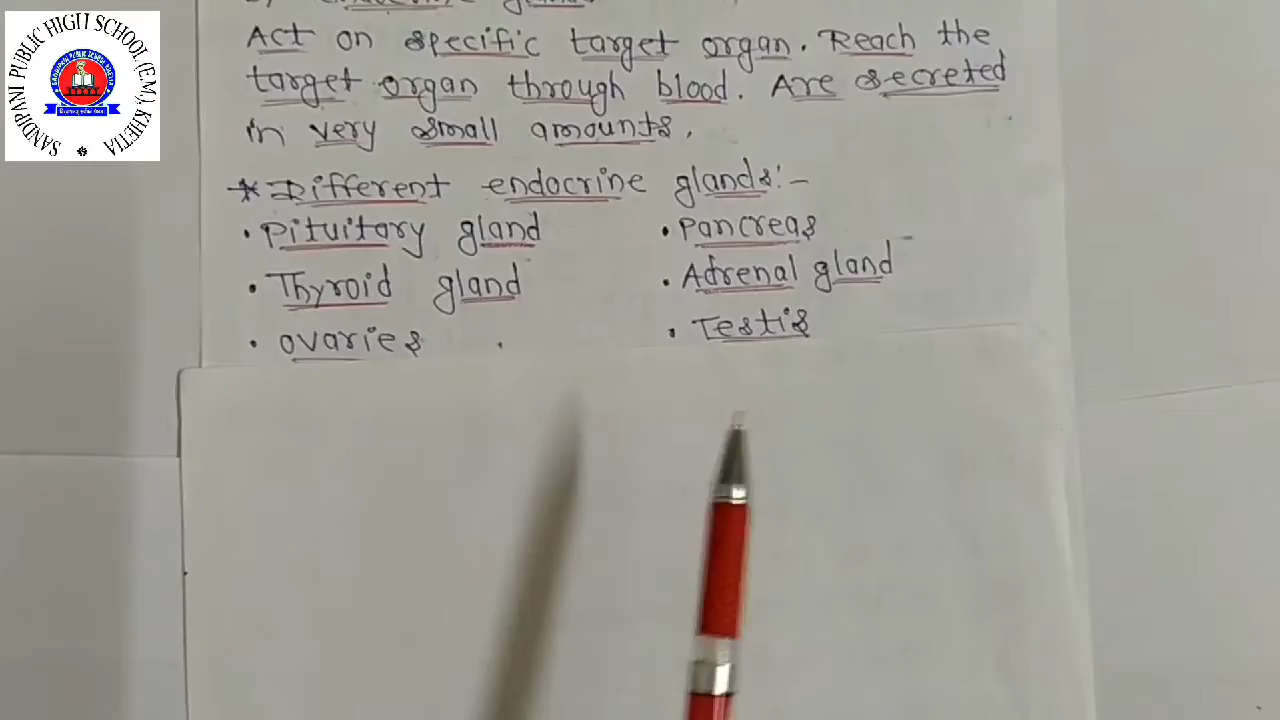 SANDIPANI PUBLIC HIGH SCHOOL (E.M), KHETIA
Act on specific target organ. Reach the
target organ through blood. Are secreted
in very small amounts.
* Different endocrine glands:-
• Pituitary gland • Pancreas
• Thyroid gland • Adrenal gland
• Ovaries • Testis